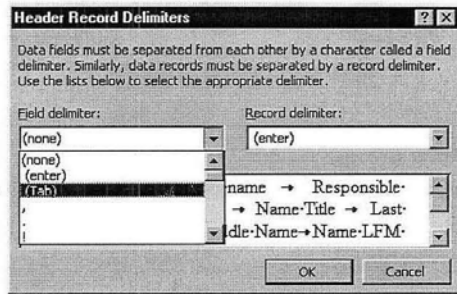 Header Record Delimiters
Data fields must be separated from each other by a character called a field
delimiter. Similarly, data records must be separated by a record delimiter.
Use the lists below to select the appropriate delimiter.
Field delimiter: Record delimiter:
(none) (enter)
(none)
(enter)
(Tab)
,
.
!
name → Responsible·
→ Name·Title → Last·
ddle·Name→Name·LFM·
OK Cancel